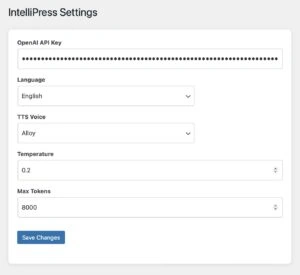 IntelliPress Settings
OpenAI API Key
••••••••••••••••••••••••••••••••••••••••••••••••••••••••••••••••••
Language
English
TTS Voice
Alloy
Temperature
0.2
Max Tokens
8000
Save Changes